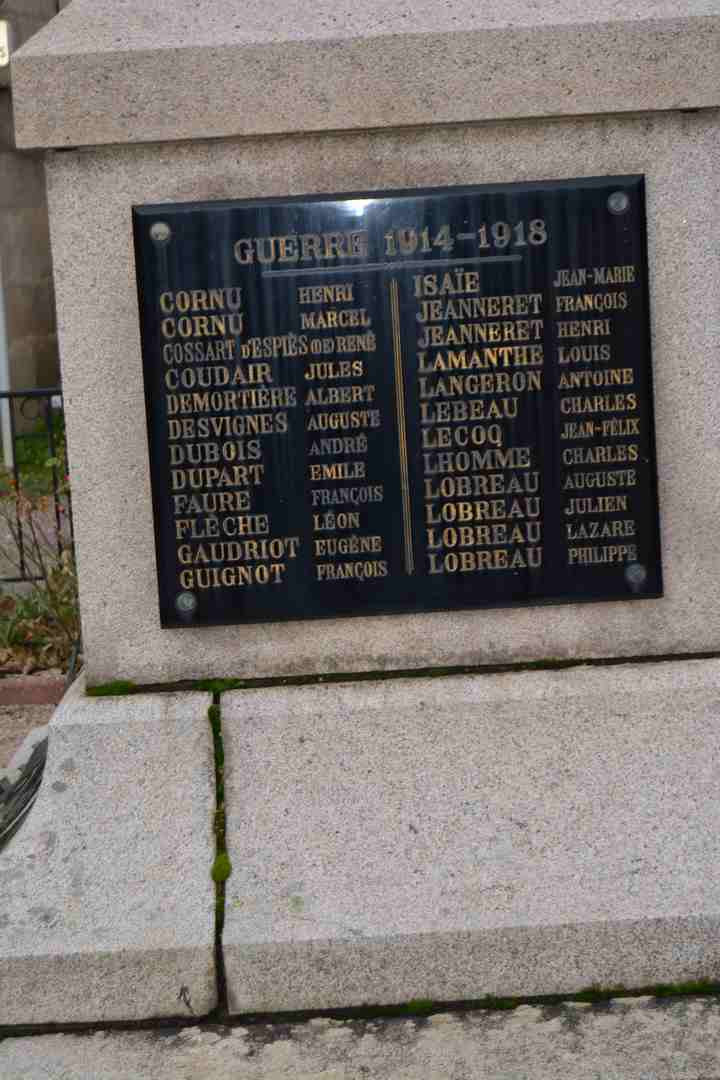 GUERRE 1914-1918
CORNU HENRI
CORNU MARCEL
COSSART D'ESPIÈS (DE) RENÉ
COUDAIR JULES
DEMORTIÈRE ALBERT
DESVIGNES AUGUSTE
DUBOIS ANDRÉ
DUPART EMILE
FAURE FRANÇOIS
FLÈCHE LÉON
GAUDRIOT EUGÈNE
GUIGNOT FRANÇOIS
ISAÏE JEAN-MARIE
JEANNERET FRANÇOIS
JEANNERET HENRI
LAMANTHE LOUIS
LANGERON ANTOINE
LEBEAU CHARLES
LECOQ JEAN-FÉLIX
LHOMME CHARLES
LOBREAU AUGUSTE
LOBREAU JULIEN
LOBREAU LAZARE
LOBREAU PHILIPPE